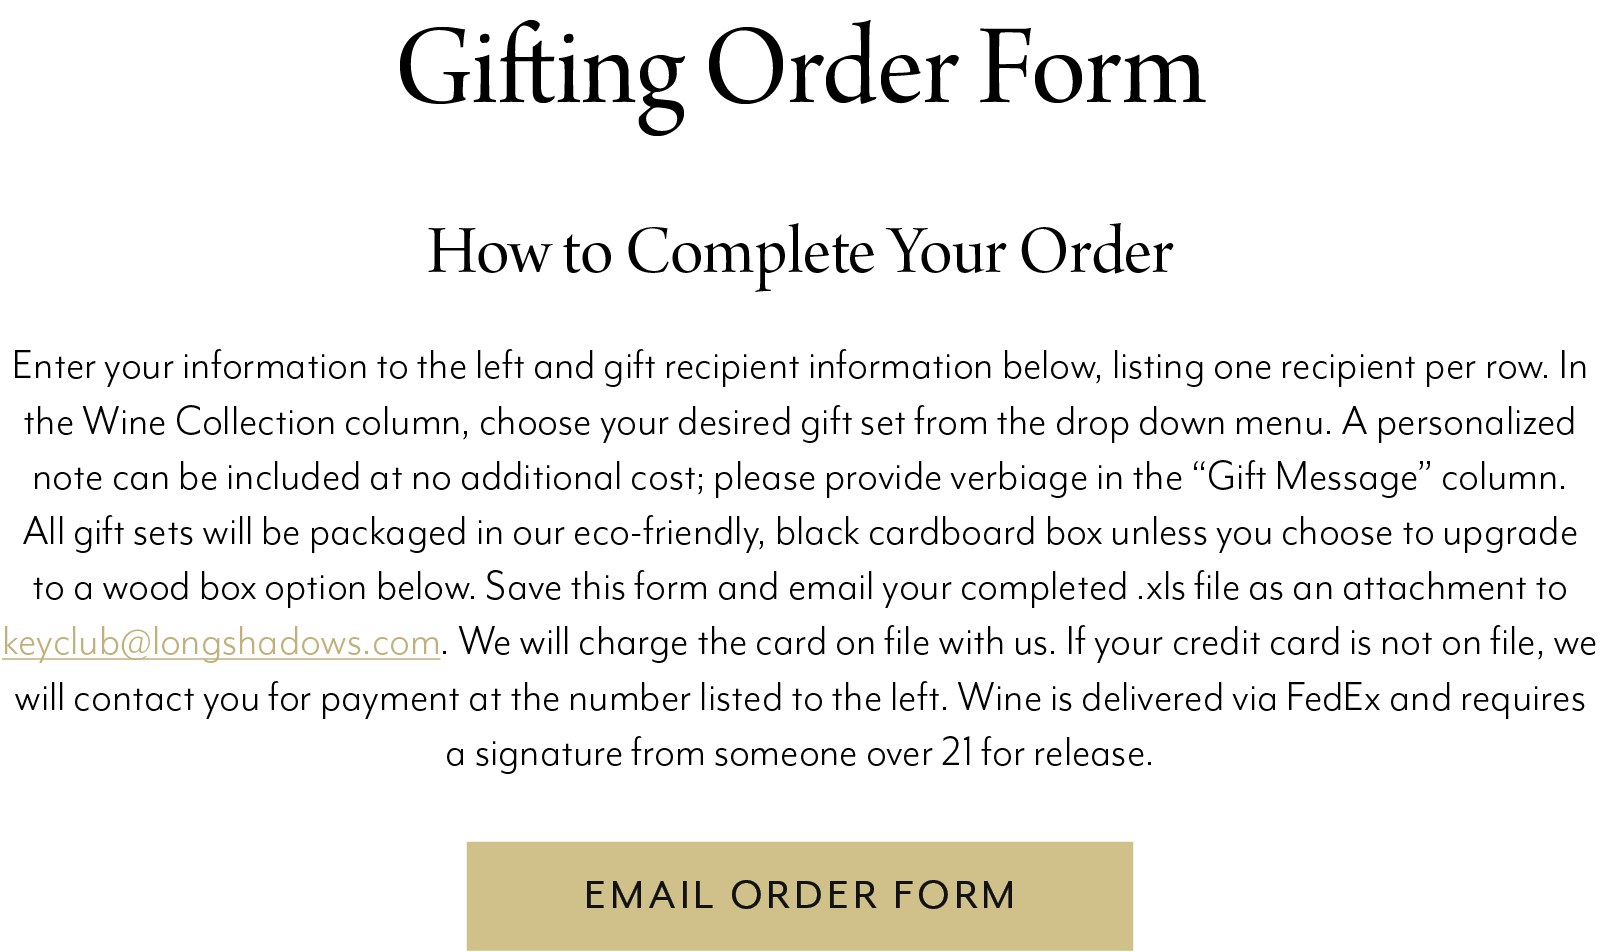 Gifting Order Form
How to Complete Your Order
Enter your information to the left and gift recipient information below, listing one recipient per row. In
the Wine Collection column, choose your desired gift set from the drop down menu. A personalized
note can be included at no additional cost; please provide verbiage in the “Gift Message” column.
All gift sets will be packaged in our eco-friendly, black cardboard box unless you choose to upgrade
to a wood box option below. Save this form and email your completed .xls file as an attachment to
keyclub@longshadows.com. We will charge the card on file with us. If your credit card is not on file, we
will contact you for payment at the number listed to the left. Wine is delivered via FedEx and requires
a signature from someone over 21 for release.
EMAIL ORDER FORM